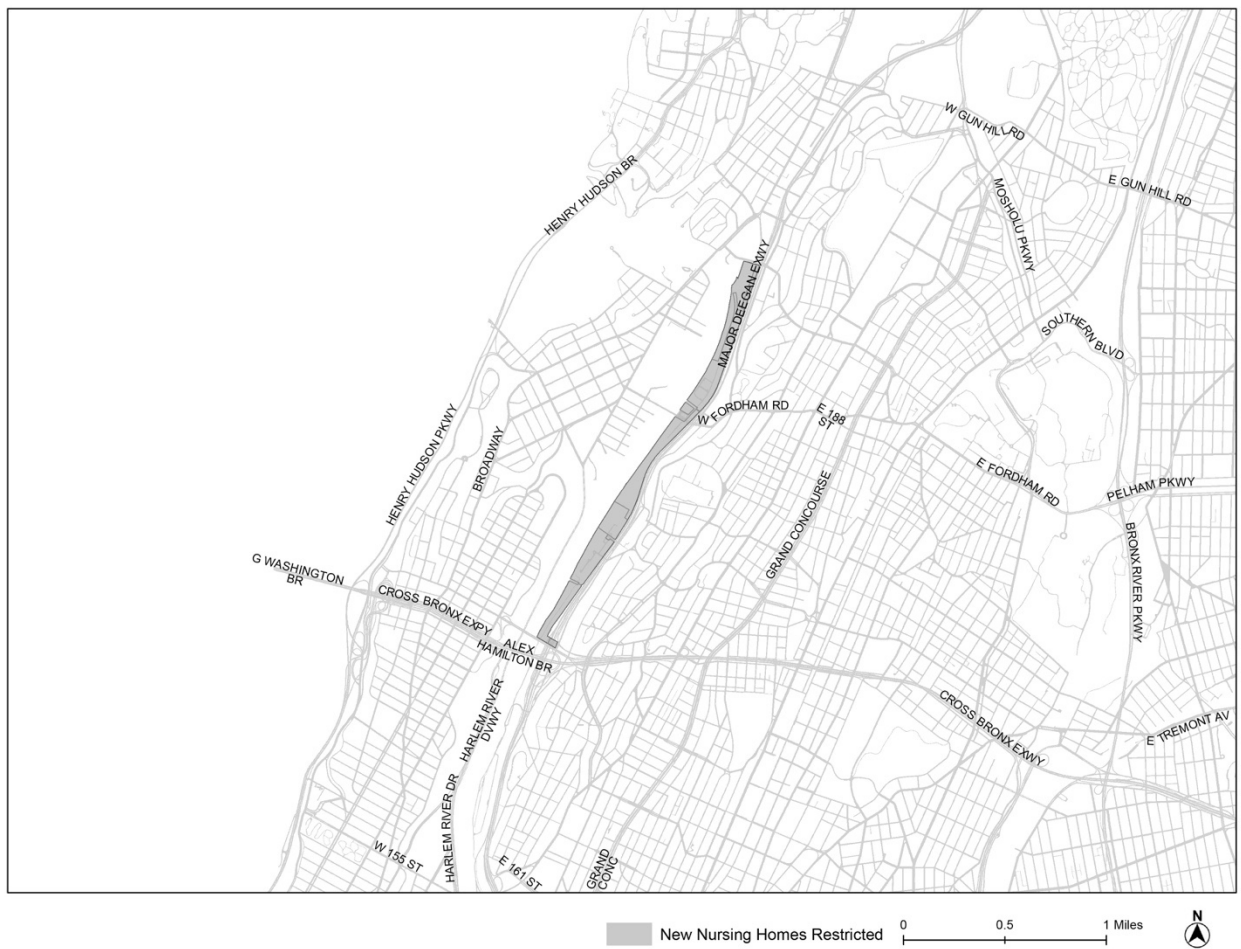 W GUN HILL RD
E GUN HILL RD
HENRY HUDSON BR
MOSHOLU PKWY
MAJOR DEEGAN EXWY
SOUTHERN BLVD
W FORDHAM RD
E 188
ST
HENRY HUDSON PKWY
BROADWAY
E FORDHAM RD
PELHAM PKWY
GRAND CONCOURSE
BRONX RIVER PKWY
G WASHINGTON
BR
CROSS BRONX EXPY
ALEX
HAMILTON BR
HARLEM RIVER
DVWY
CROSS BRONX EXWY
E TREMONT AV
HARLEM RIVER DR
W 155 ST
E 161 ST
GRAND
CONC
New Nursing Homes Restricted
0 0.5 1 Miles
N